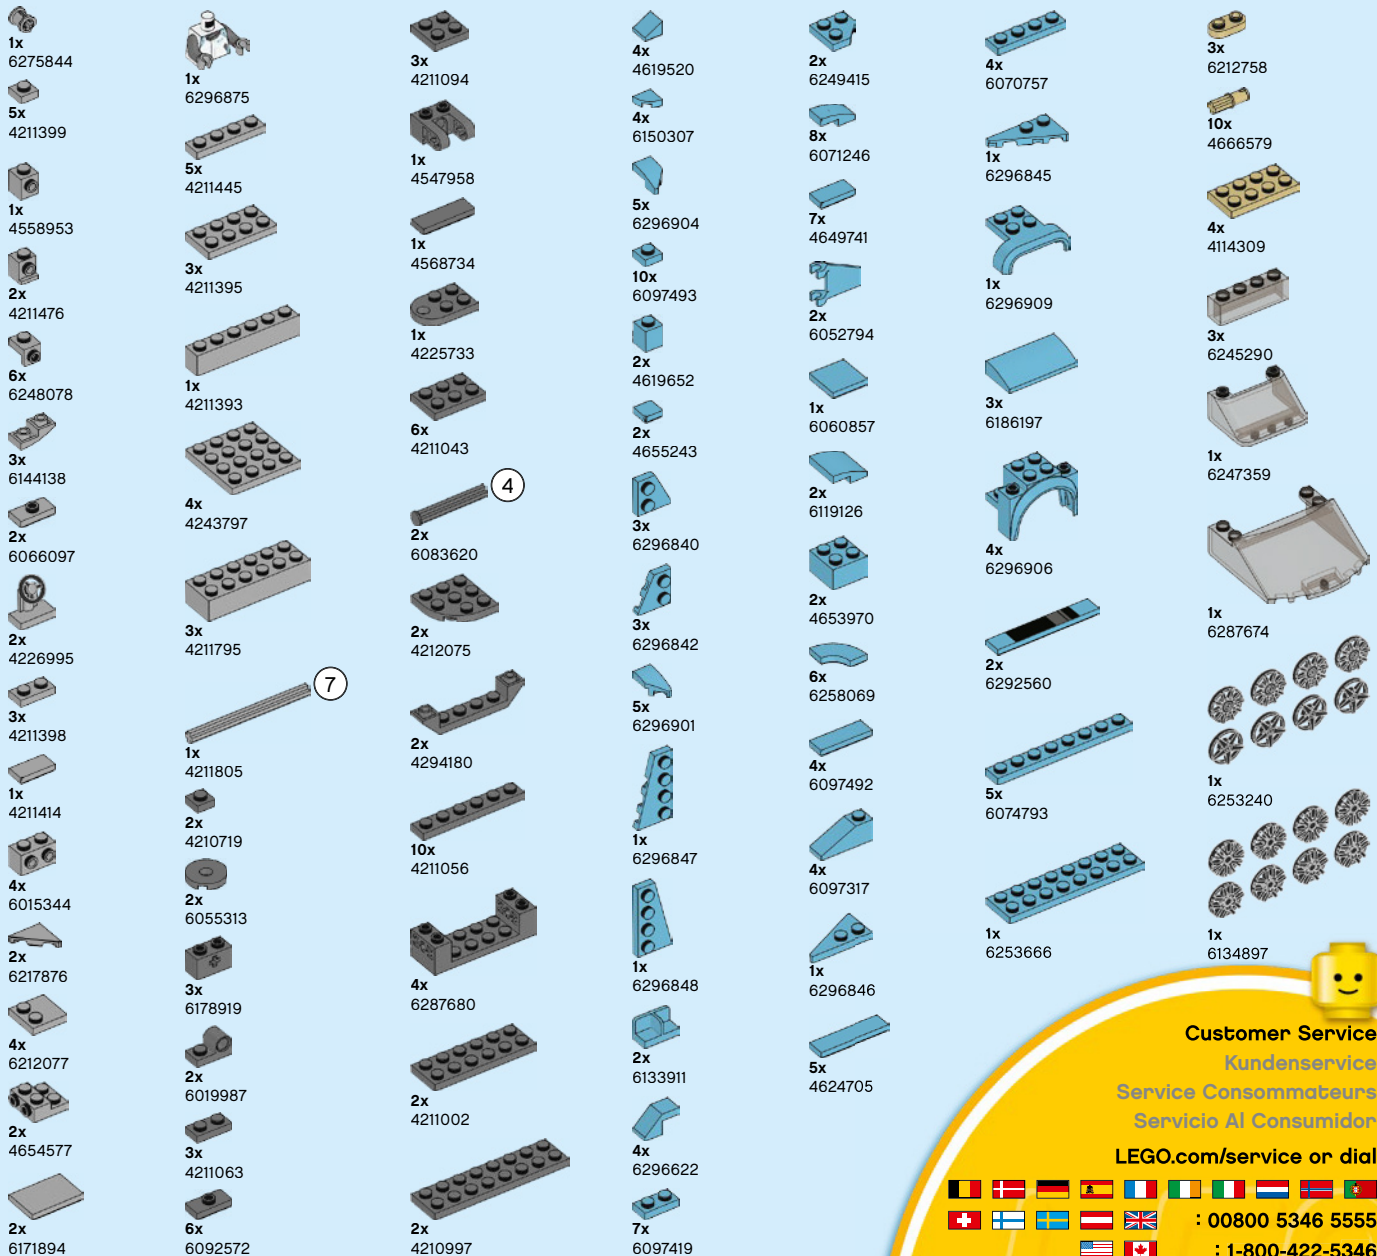 1x
6275844
5x
4211399
1x
4558953
2x
4211476
6x
6248078
3x
6144138
2x
6066097
2x
4226995
3x
4211398
1x
4211414
4x
6015344
2x
6217876
4x
6212077
2x
4654577
2x
6171894
1x
6296875
5x
4211445
3x
4211395
1x
4211393
4x
4243797
3x
4211795
7
1x
4211805
2x
4210719
2x
6055313
3x
6178919
2x
6019987
3x
4211063
6x
6092572
3x
4211094
1x
4547958
1x
4568734
1x
4225733
6x
4211043
4
2x
6083620
2x
4212075
2x
4294180
10x
4211056
4x
6287680
2x
4211002
2x
4210997
4x
4619520
4x
6150307
5x
6296904
10x
6097493
2x
4619652
2x
4655243
3x
6296840
3x
6296842
5x
6296901
1x
6296847
1x
6296848
2x
6133911
4x
6296622
7x
6097419
2x
6249415
8x
6071246
7x
4649741
2x
6052794
1x
6060857
2x
6119126
2x
4653970
6x
6258069
4x
6097492
4x
6097317
1x
6296846
5x
4624705
4x
6070757
1x
6296845
1x
6296909
3x
6186197
4x
6296906
2x
6292560
5x
6074793
1x
6253666
3x
6212758
10x
4666579
4x
4114309
3x
6245290
1x
6247359
1x
6287674
1x
6253240
1x
6134897
Customer Service
Kundenservice
Service Consommateurs
Servicio Al Consumidor
LEGO.com/service or dial
: 00800 5346 5555
: 1-800-422-5346